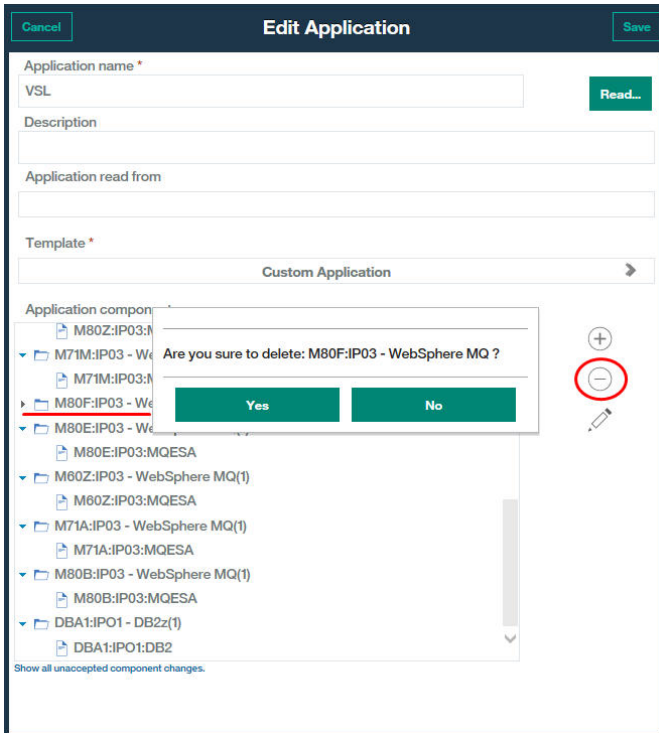 Cancel
Edit Application
Save
Application name *
VSL
Read...
Description
Application read from
Template *
Custom Application
Application compon
M80Z:IP03:M
M71M:IP03 - We
M71M:IP03:M
M80F:IP03 - We
Are you sure to delete: M80F:IP03 - WebSphere MQ ?
Yes
No
M80E:IP03 - WebSphere MQ(1)
M80E:IP03:MQESA
M60Z:IP03 - WebSphere MQ(1)
M60Z:IP03:MQESA
M71A:IP03 - WebSphere MQ(1)
M71A:IP03:MQESA
M80B:IP03 - WebSphere MQ(1)
M80B:IP03:MQESA
DBA1:IPO1 - DB2z(1)
DBA1:IPO1:DB2
Show all unaccepted component changes.